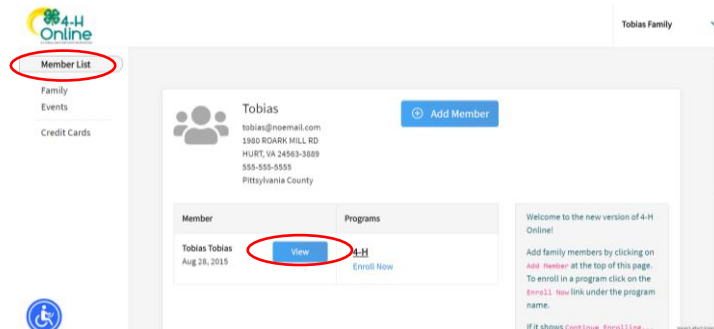 4-H
Online
Tobias Family
Member List
Family
Events
Credit Cards
Tobias
tobias@noemail.com
1980 ROARK MILL RD
HURT, VA 24563-3889
555-555-5555
Pittsylvania County
Add Member
Member
Programs
Tobias Tobias
Aug 28, 2015
View
4-H
Enroll Now
Welcome to the new version of 4-H
Online!
Add family members by clicking on
Add Member at the top of this page.
To enroll in a program click on the
Enroll Now link under the program
name.
If it shows Continue Enrolling...